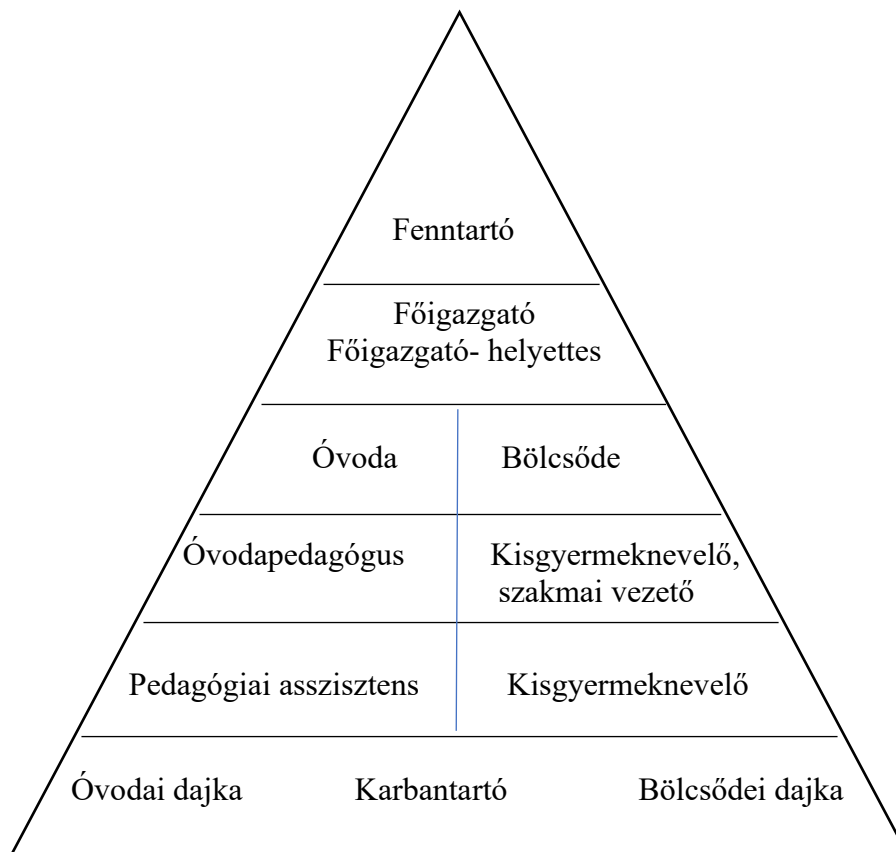 Fenntartó
Főigazgató
Főigazgató- helyettes
Óvoda Bölcsőde
Óvodapedagógus Kisgyermeknevelő,
szakmai vezető
Pedagógiai asszisztens Kisgyermeknevelő
Óvodai dajka Karbantartó Bölcsődei dajka